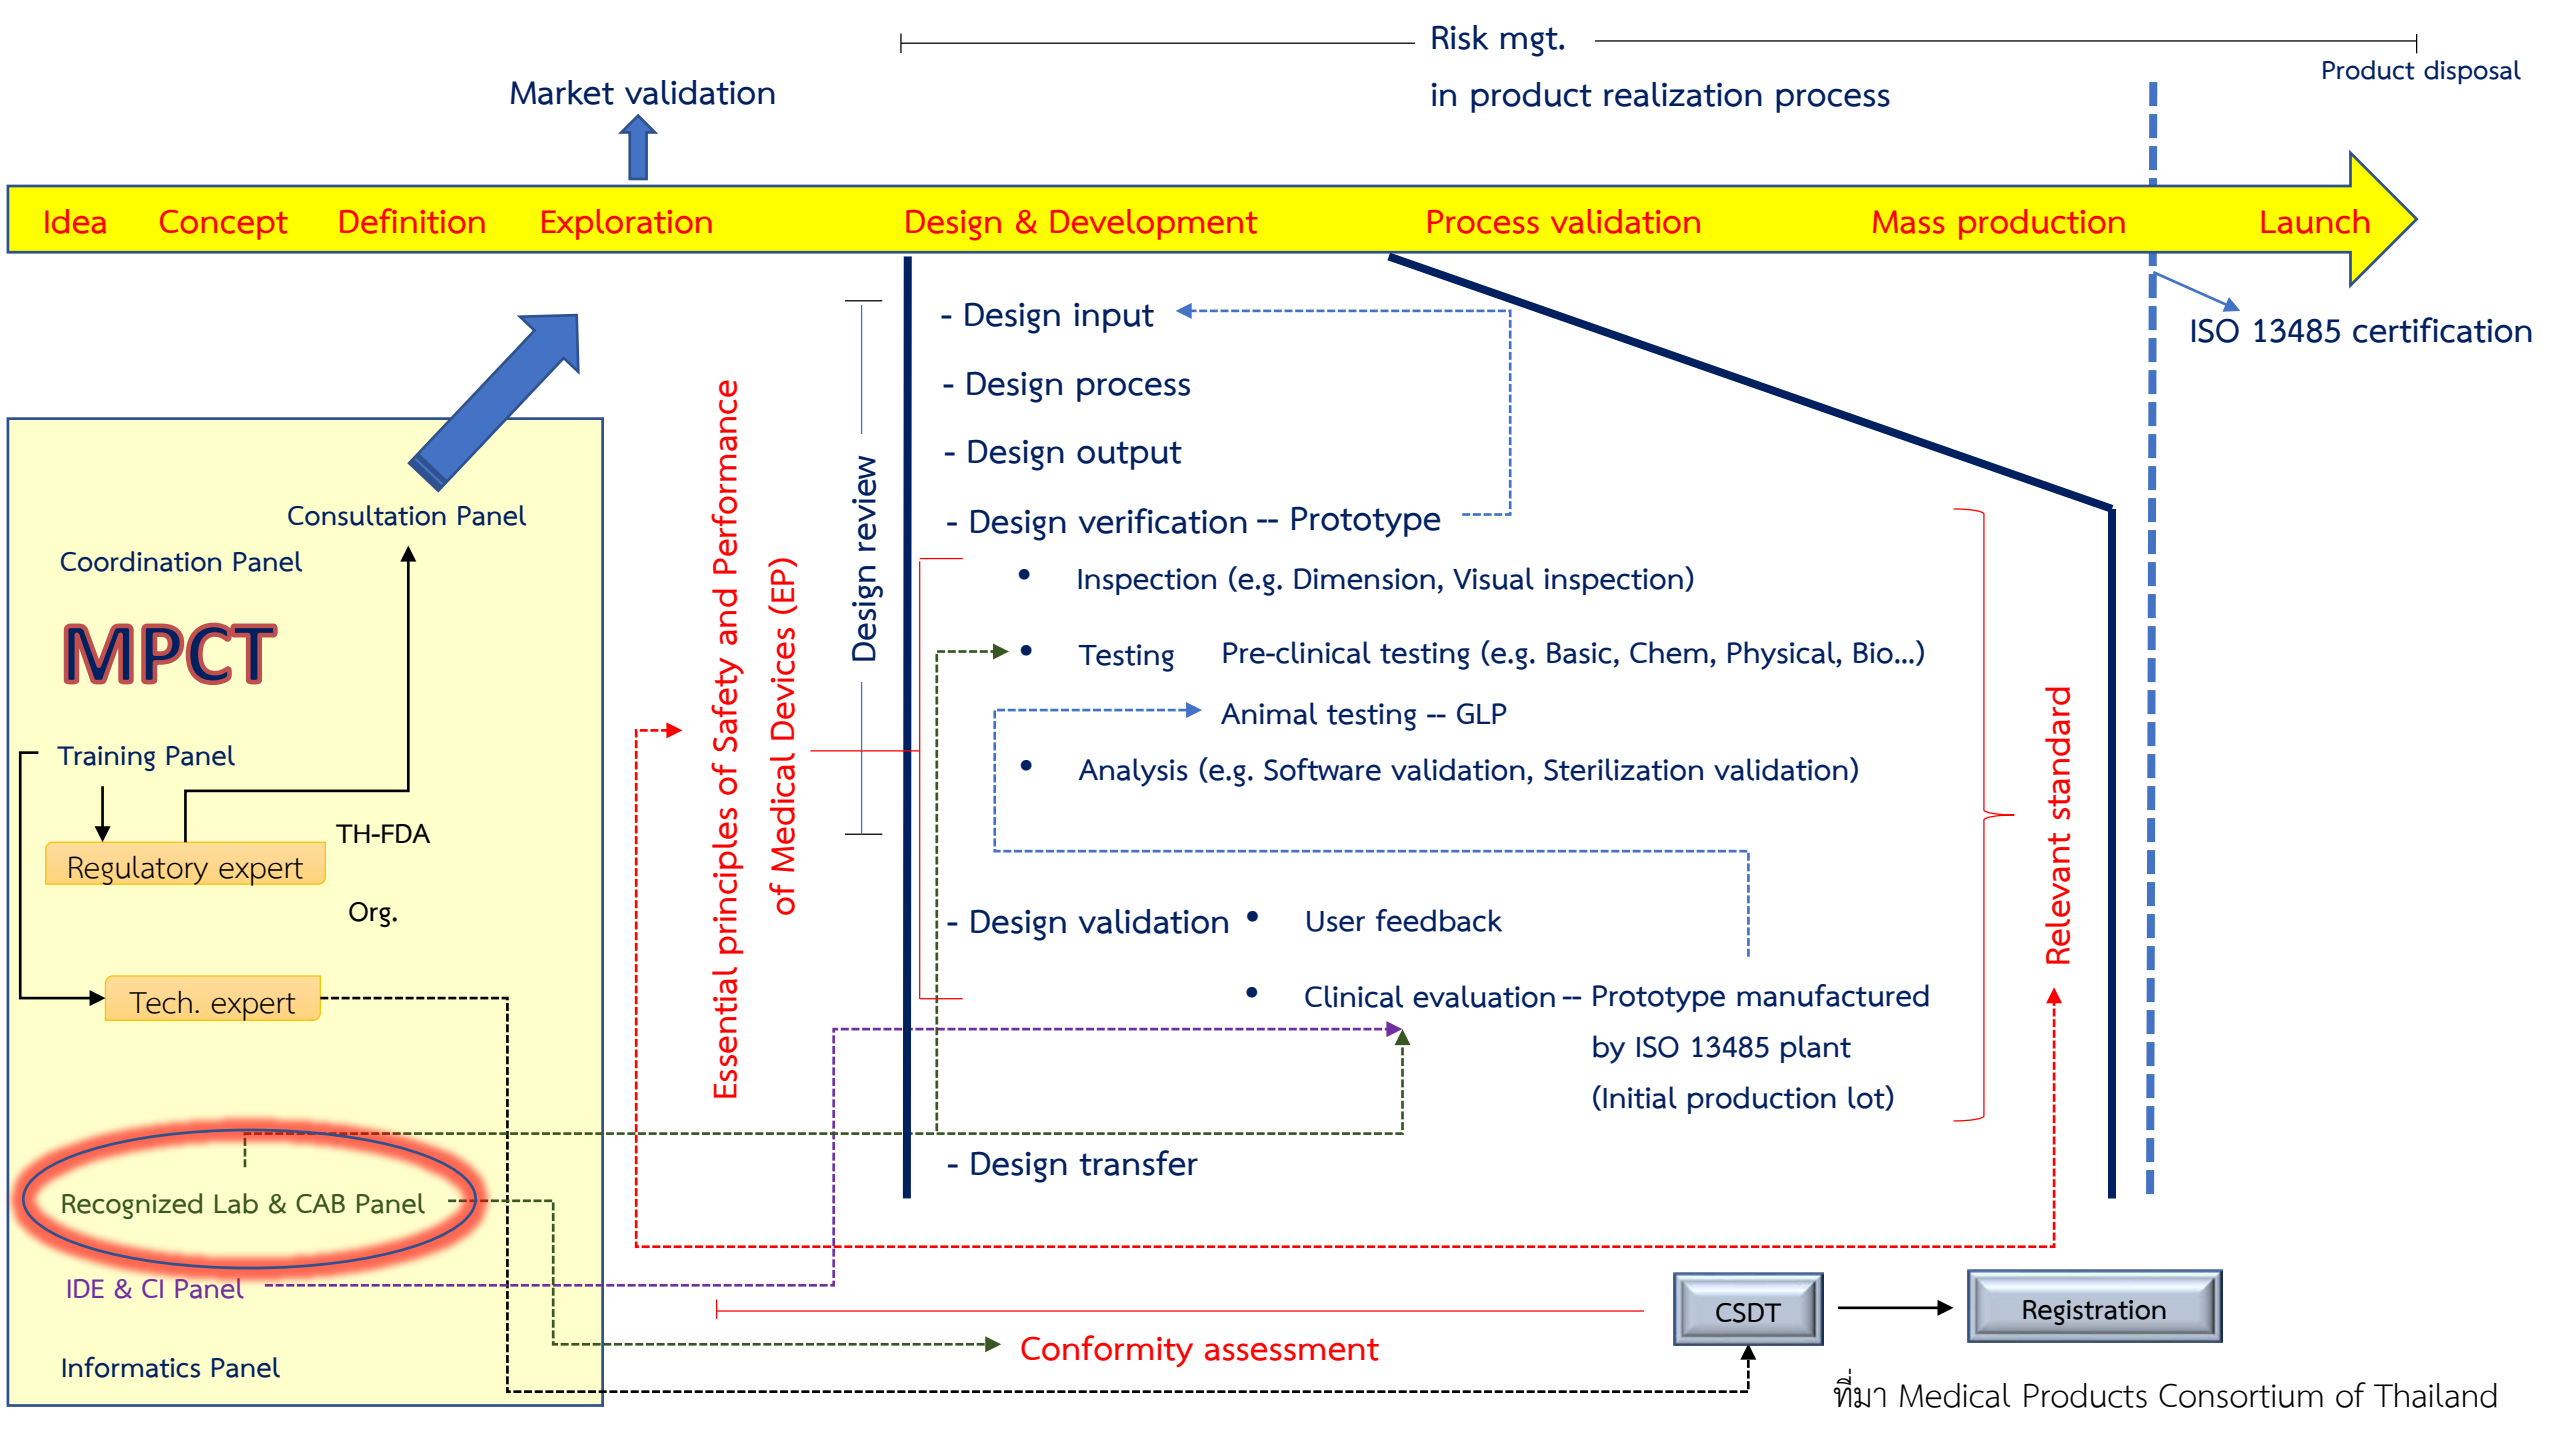 Risk mgt.
in product realization process
Product disposal
Market validation
Idea Concept Definition Exploration Design & Development Process validation Mass production Launch
ISO 13485 certification
Consultation Panel
Coordination Panel
MPCT
Training Panel
TH-FDA
Regulatory expert
Org.
Tech. expert
Recognized Lab & CAB Panel
IDE & CI Panel
Informatics Panel
Essential principles of Safety and Performance
of Medical Devices (EP)
Design review
- Design input
- Design process
- Design output
- Design verification -- Prototype
• Inspection (e.g. Dimension, Visual inspection)
• Testing Pre-clinical testing (e.g. Basic, Chem, Physical, Bio...)
Animal testing -- GLP
• Analysis (e.g. Software validation, Sterilization validation)
- Design validation • User feedback
• Clinical evaluation -- Prototype manufactured
by ISO 13485 plant
(Initial production lot)
- Design transfer
Relevant standard
Conformity assessment
CSDT
Registration
ที่มา Medical Products Consortium of Thailand